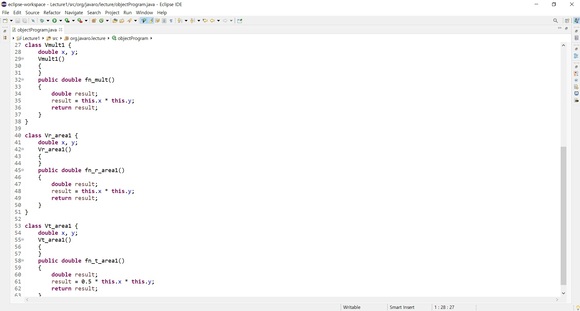 eclipse-workspace - Lecture1/src/org/javaro/lecture/objectProgram.java - Eclipse IDE
File Edit Source Refactor Navigate Search Project Run Window Help
objectProgram.java
Lecture1 src org.javaro.lecture objectProgram
27 class Vmult1 {
28 double x, y;
29 Vmult1()
30 {
31 }
32 public double fn_mult()
33 {
34 double result;
35 result = this.x * this.y;
36 return result;
37 }
38 }
39
40 class Vr_area1 {
41 double x, y;
42 Vr_area1()
43 {
44 }
45 public double fn_r_area1()
46 {
47 double result;
48 result = this.x * this.y;
49 return result;
50 }
51 }
52
53 class Vt_area1 {
54 double x, y;
55 Vt_area1()
56 {
57 }
58 public double fn_t_area1()
59 {
60 double result;
61 result = 0.5 * this.x * this.y;
62 return result;
63 }
Writable Smart Insert 1 : 28 : 27